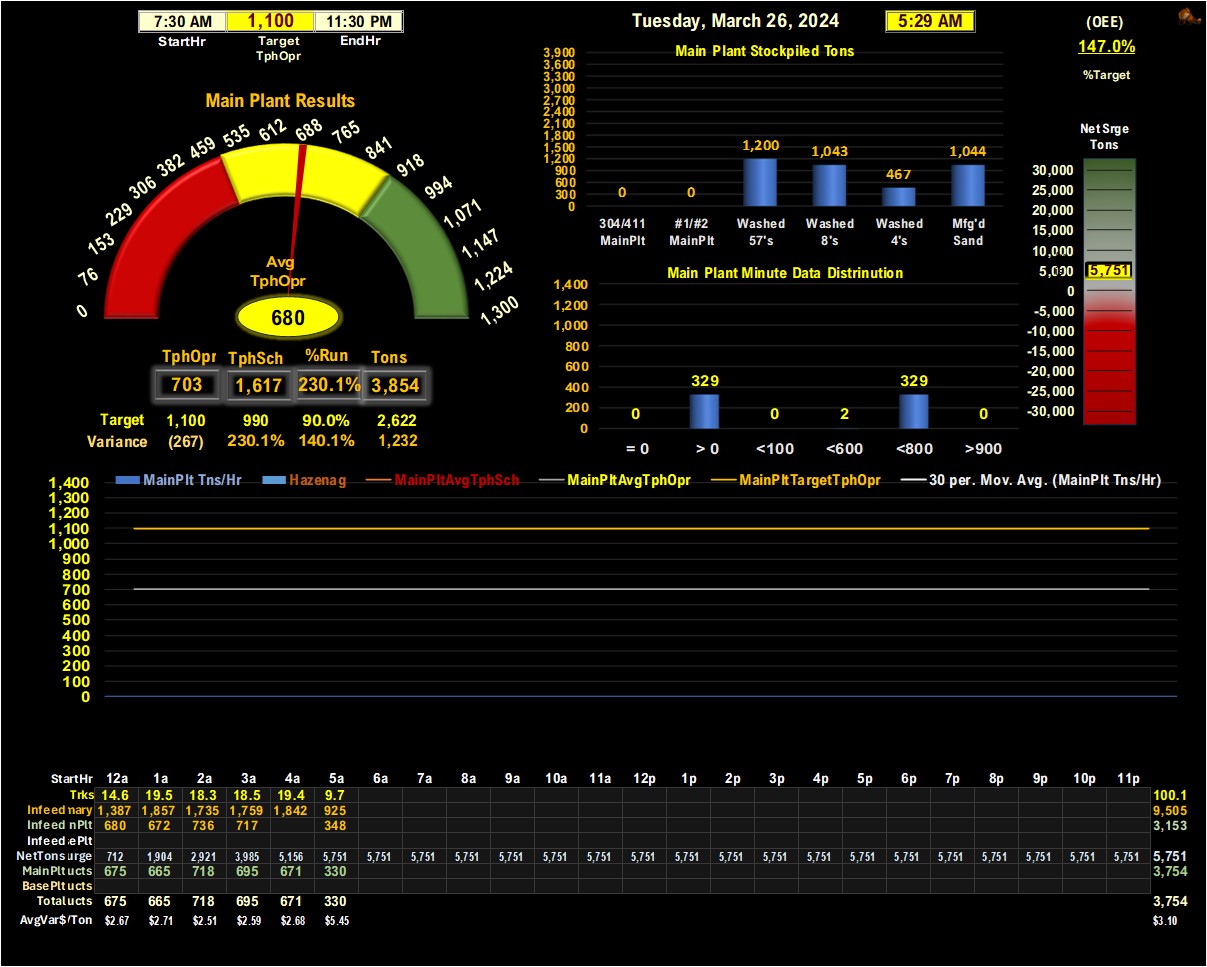 7:30 AM 1,100 11:30 PM
StartHr Target EndHr
TphOpr
Tuesday, March 26, 2024 5:29 AM
(OEE)
147.0%
%Target
Main Plant Results
0 76 153 229 306 382 459 535 612 688 765 841 918 994 1,071 1,147 1,224 1,300
Avg
TphOpr
680
TphOpr TphSch %Run Tons
703 1,617 230.1% 3,854
Target 1,100 990 90.0% 2,622
Variance (267) 230.1% 140.1% 1,232
Main Plant Stockpiled Tons
3,900
3,600
3,300
3,000
2,700
2,400
2,100
1,800
1,500
1,200
900
600
300
0
0 0 1,200 1,043 467 1,044
304/411 #1/#2 Washed Washed Washed Mfg'd
MainPlt MainPlt 57's 8's 4's Sand
Main Plant Minute Data Distrinution
1,400
1,200
1,000
800
600
400
200
0
0 329 0 2 329 0
= 0 > 0 <100 <600 <800 >900
Net Srge
Tons
30,000
25,000
20,000
15,000
10,000
5,000 5,751
0
-5,000
-10,000
-15,000
-20,000
-25,000
-30,000
MainPlt Tns/Hr Hazenag MainPltAvgTphSch MainPltAvgTphOpr MainPltTargetTphOpr 30 per. Mov. Avg. (MainPlt Tns/Hr)
1,400
1,300
1,200
1,100
1,000
900
800
700
600
500
400
300
200
100
0
StartHr 12a 1a 2a 3a 4a 5a 6a 7a 8a 9a 10a 11a 12p 1p 2p 3p 4p 5p 6p 7p 8p 9p 10p 11p
Trks 14.6 19.5 18.3 18.5 19.4 9.7 100.1
Infeed nary 1,387 1,857 1,735 1,759 1,842 925 9,505
Infeed nPlt 680 672 736 717 348 3,153
Infeed ePlt
NetTons urge 712 1,904 2,921 3,985 5,156 5,751 5,751 5,751 5,751 5,751 5,751 5,751 5,751 5,751 5,751 5,751 5,751 5,751 5,751 5,751 5,751 5,751 5,751 5,751 5,751
MainPlt ucts 675 665 718 695 671 330 3,754
BasePlt ucts
Total ucts 675 665 718 695 671 330 3,754
AvgVar$/Ton $2.67 $2.71 $2.51 $2.59 $2.68 $5.45 $3.10